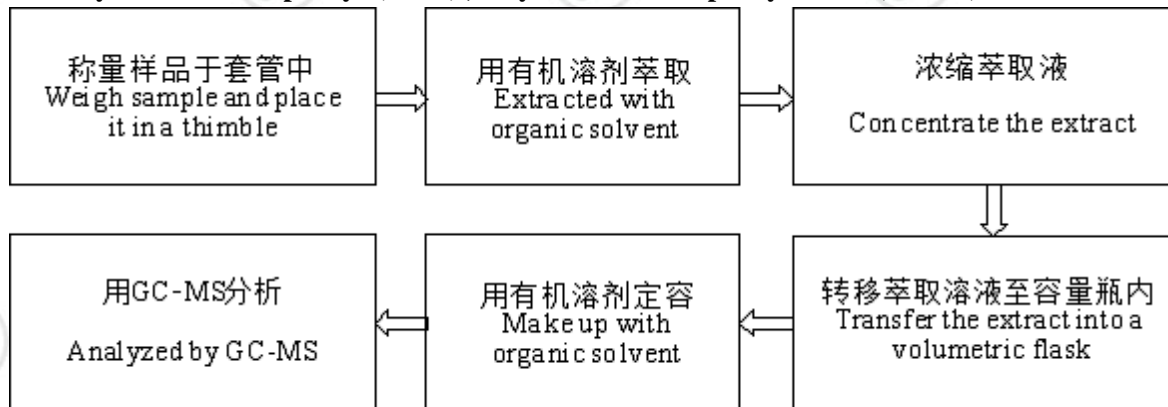 称量样品于套管中
Weigh sample and place
it in a thimble
用有机溶剂萃取
Extracted with
organic solvent
浓缩萃取液
Concentrate the extract
转移萃取溶液至容量瓶内
Transfer the extract into a
volumetric flask
用有机溶剂定容
Make up with
organic solvent
用GC-MS分析
Analyzed by GC-MS